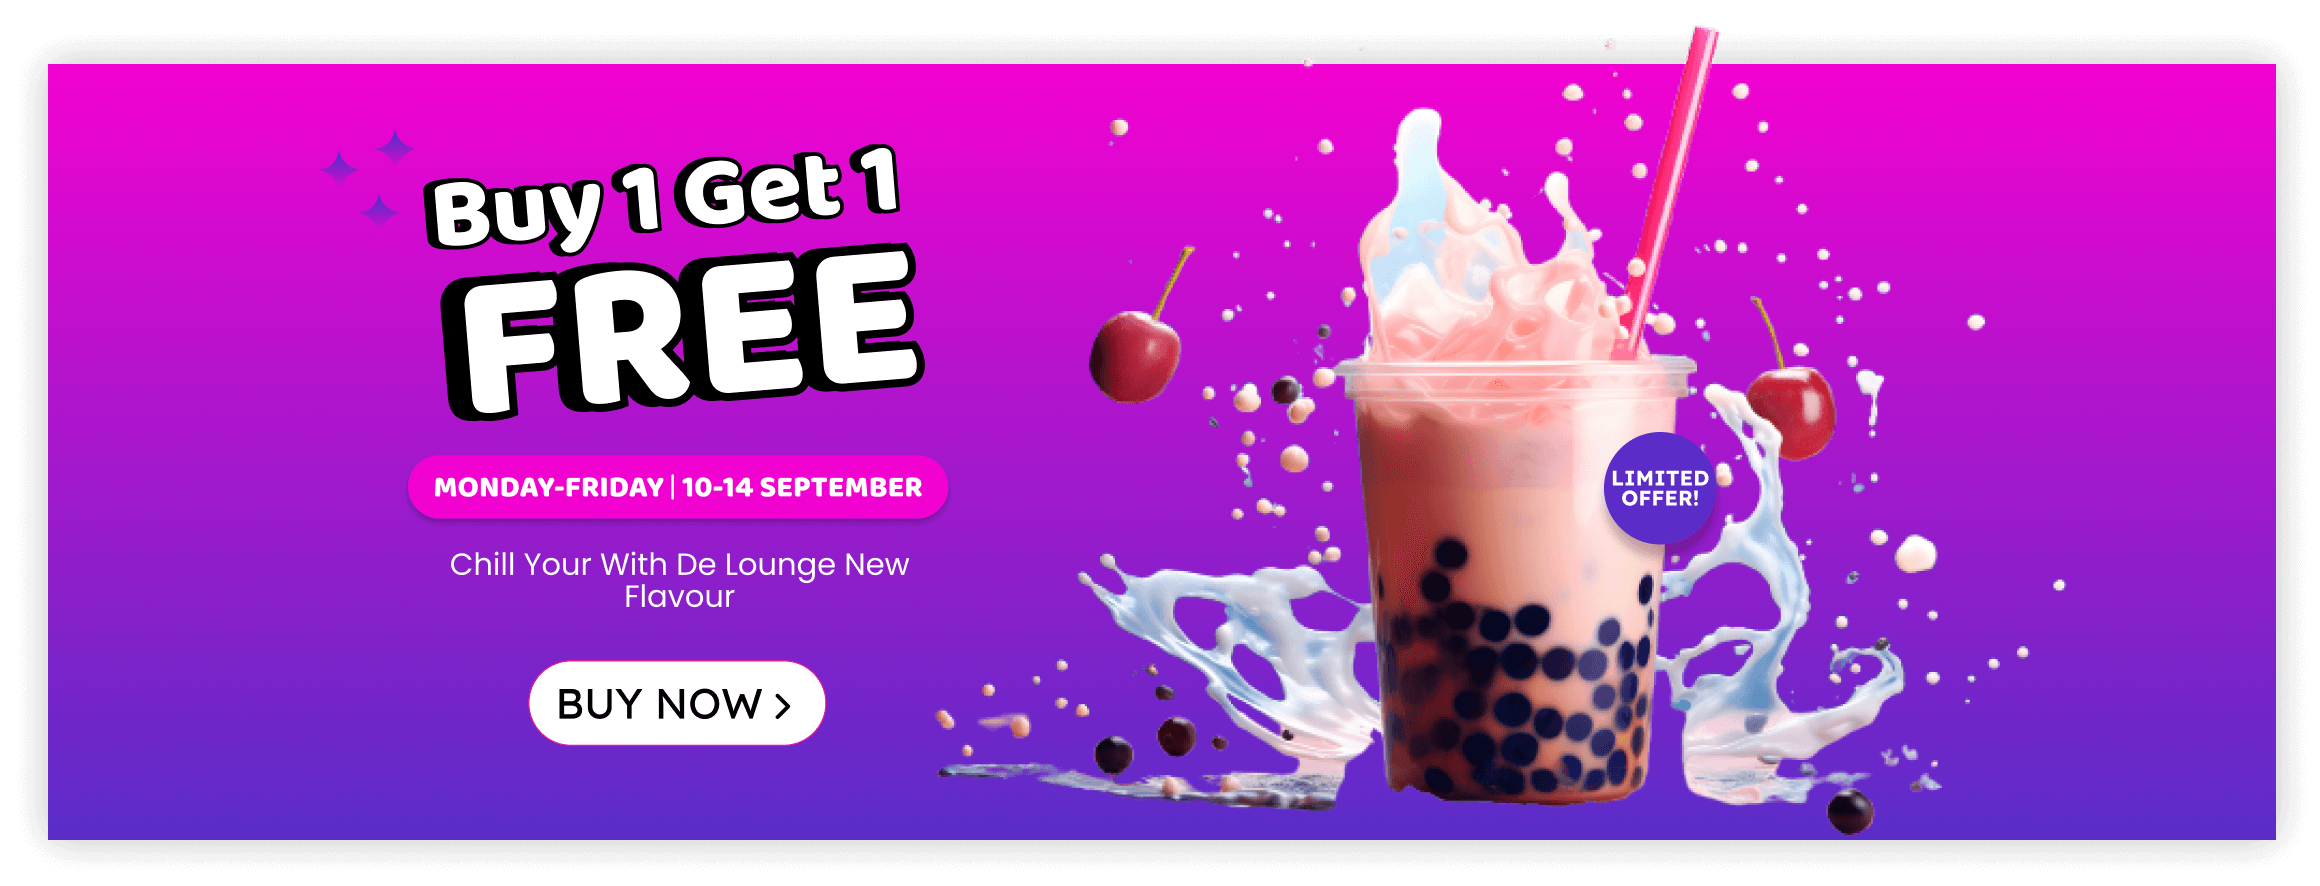 Buy 1 Get 1
FREE
MONDAY-FRIDAY | 10-14 SEPTEMBER
Chill Your With De Lounge New
Flavour
BUY NOW >
LIMITED
OFFER!